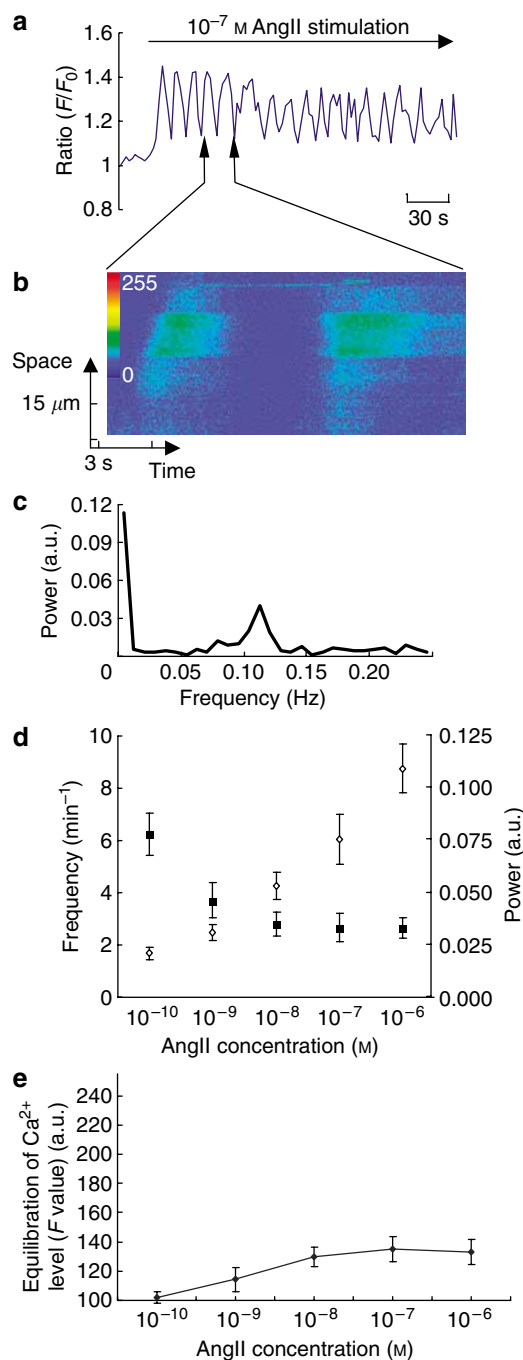 a
10⁻⁷ M AngII stimulation
Ratio (F/F₀)
1.6
1.4
1.2
1
0.8
30 s
b
255
0
Space
15 μm
3 s
Time
c
Power (a.u.)
0.12
0.09
0.06
0.03
0
0.05
0.10
0.15
0.20
Frequency (Hz)
d
Frequency (min⁻¹)
10
8
6
4
2
0
Power (a.u.)
0.125
0.100
0.075
0.050
0.025
0.000
10⁻¹⁰ 10⁻⁹ 10⁻⁸ 10⁻⁷ 10⁻⁶
AngII concentration (M)
e
Equilibration of Ca²⁺
level (F value) (a.u.)
240
220
200
180
160
140
120
100
10⁻¹⁰ 10⁻⁹ 10⁻⁸ 10⁻⁷ 10⁻⁶
AngII concentration (M)